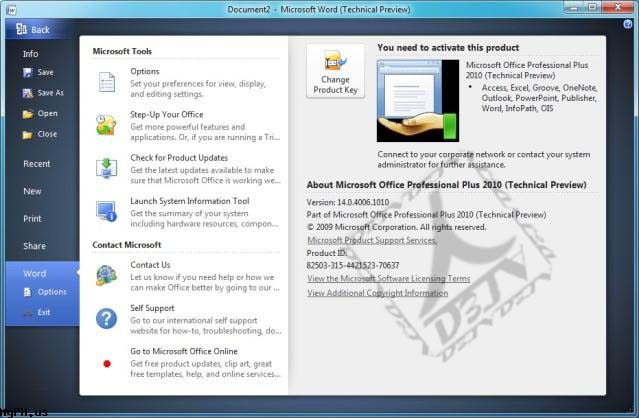 Document2 - Microsoft Word (Technical Preview)
Back
Info
Save
Save As
Open
Close
Recent
New
Print
Share
Word
Options
Exit
Microsoft Tools
Options
Set your preferences for view, display,
and editing settings.
Step-Up Your Office
Get more powerful features and
applications. Or, if you are running a Tri...
Check for Product Updates
Get the latest updates available to make
sure that Microsoft Office is working we...
Launch System Information Tool
Get the summary of your system
including hardware resources, compon...
Contact Microsoft
Contact Us
Let us know if you need help or how we
can make Office better by going to our ...
Self Support
Go to our international self support
website for how-to, troubleshooting, do...
Go to Microsoft Office Online
Get free product updates, clip art, great
free templates, help, and online services...
Change
Product Key
You need to activate this product
Microsoft Office Professional Plus
2010 (Technical Preview)
• Access, Excel, Groove, OneNote,
Outlook, PowerPoint, Publisher,
Word, InfoPath, OIS
Connect to your corporate network or contact your system
administrator for further assistance.
About Microsoft Office Professional Plus 2010 (Technical Preview)
Version: 14.0.4006.1010
Part of Microsoft Office Professional Plus 2010 (Technical Preview)
© 2009 Microsoft Corporation. All rights reserved.
Microsoft Product Support Services.
Product ID:
82503-315-4421523-70637
View the Microsoft Software Licensing Terms
View Additional Copyright Information